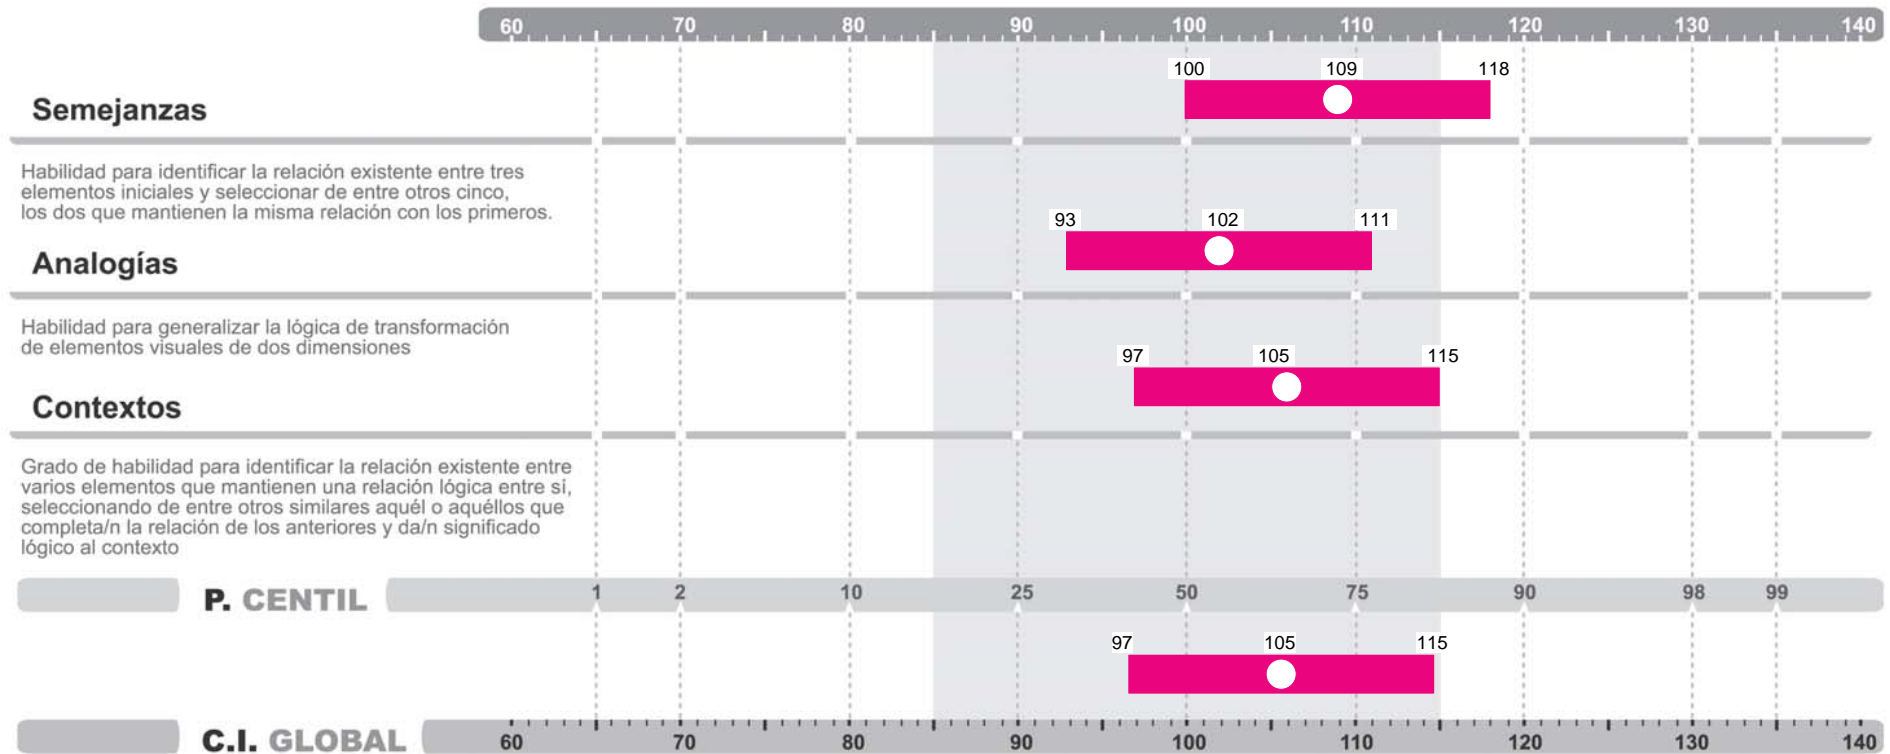 60 70 80 90 100 110 120 130 140
100 109 118
Semejanzas
Habilidad para identificar la relación existente entre tres
elementos iniciales y seleccionar de entre otros cinco,
los dos que mantienen la misma relación con los primeros.
93 102 111
Analogías
Habilidad para generalizar la lógica de transformación
de elementos visuales de dos dimensiones
97 105 115
Contextos
Grado de habilidad para identificar la relación existente entre
varios elementos que mantienen una relación lógica entre sí,
seleccionando de entre otros similares aquél o aquéllos que
completa/n la relación de los anteriores y da/n significado
lógico al contexto
P. CENTIL 1 2 10 25 50 75 90 98 99
97 105 115
C.I. GLOBAL 60 70 80 90 100 110 120 130 140